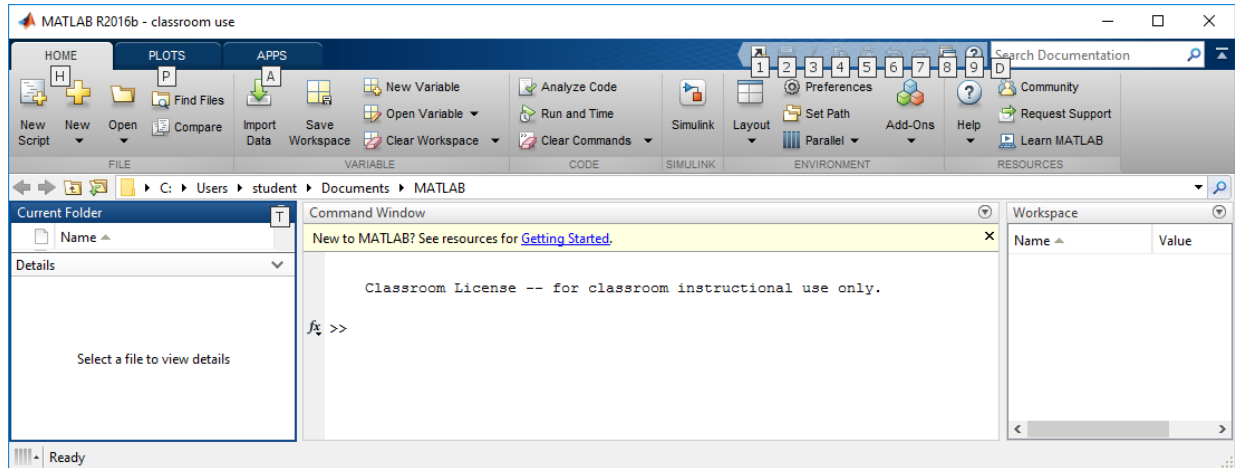 MATLAB R2016b - classroom use
HOME PLOTS APPS
H P A
1 2 3 4 5 6 7 8 9 D
Search Documentation
New Script
New
Open
Find Files
Compare
FILE
Import Data
Save Workspace
New Variable
Open Variable
Clear Workspace
VARIABLE
Analyze Code
Run and Time
Clear Commands
CODE
Simulink
SIMULINK
Layout
Preferences
Set Path
Parallel
Add-Ons
ENVIRONMENT
Help
Community
Request Support
Learn MATLAB
RESOURCES
C: Users student Documents MATLAB
Current Folder
T
Name
Details
Select a file to view details
Command Window
New to MATLAB? See resources for Getting Started.
Classroom License -- for classroom instructional use only.
fx >>
Workspace
Name Value
Ready